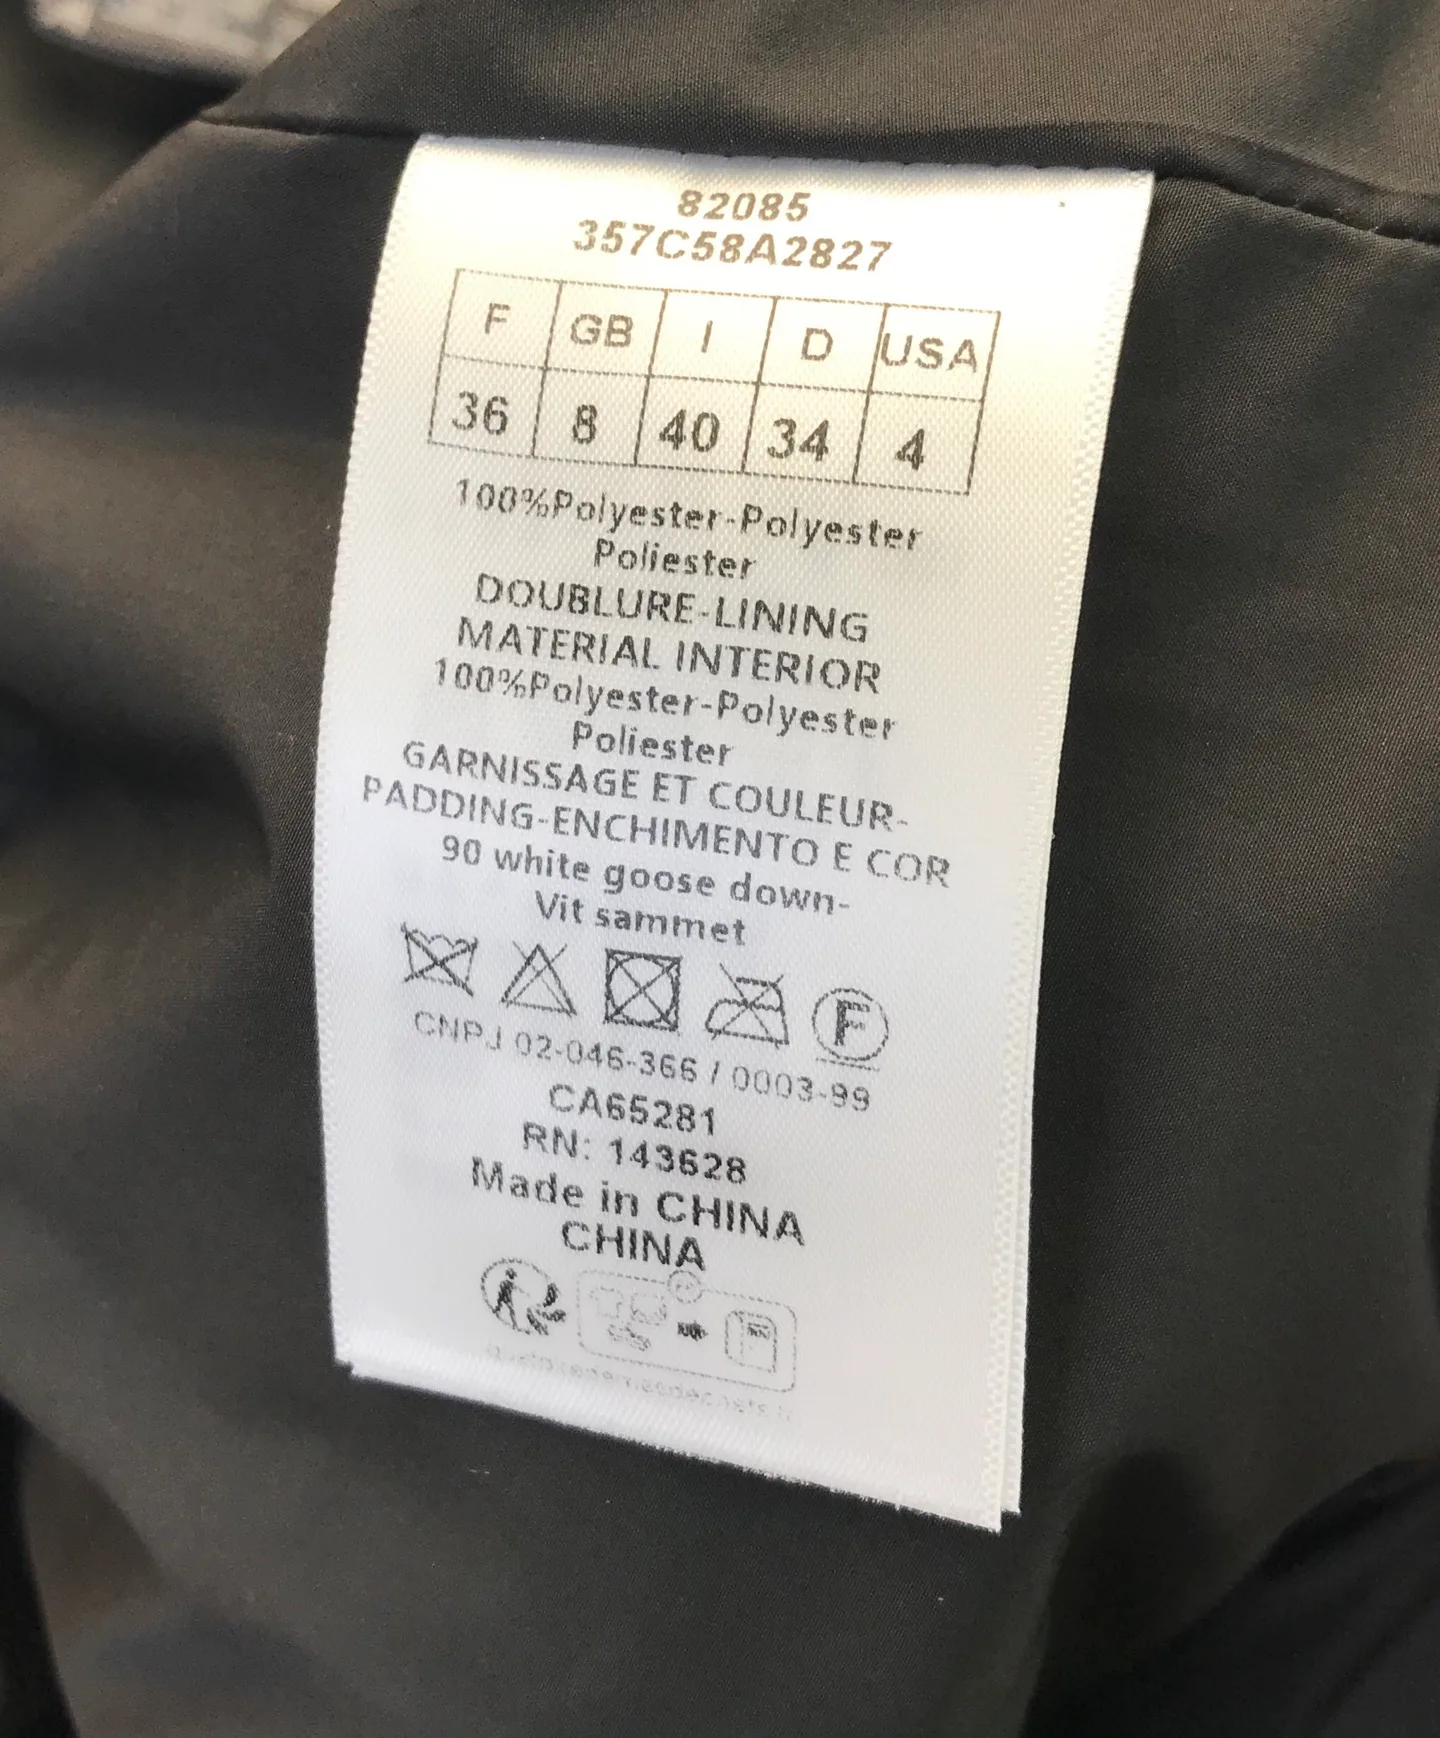 82085
357C58A2827
F GB I D USA
36 8 40 34 4
100%Polyester-Polyester
Poliester
DOUBLURE-LINING
MATERIAL INTERIOR
100%Polyester-Polyester
Poliester
GARNISSAGE ET COULEUR-
PADDING-ENCHIMENTO E COR
90 white goose down-
Vit sammet
F
CNPJ 02-046-366 / 0003-99
CA65281
RN: 143628
Made in CHINA
CHINA